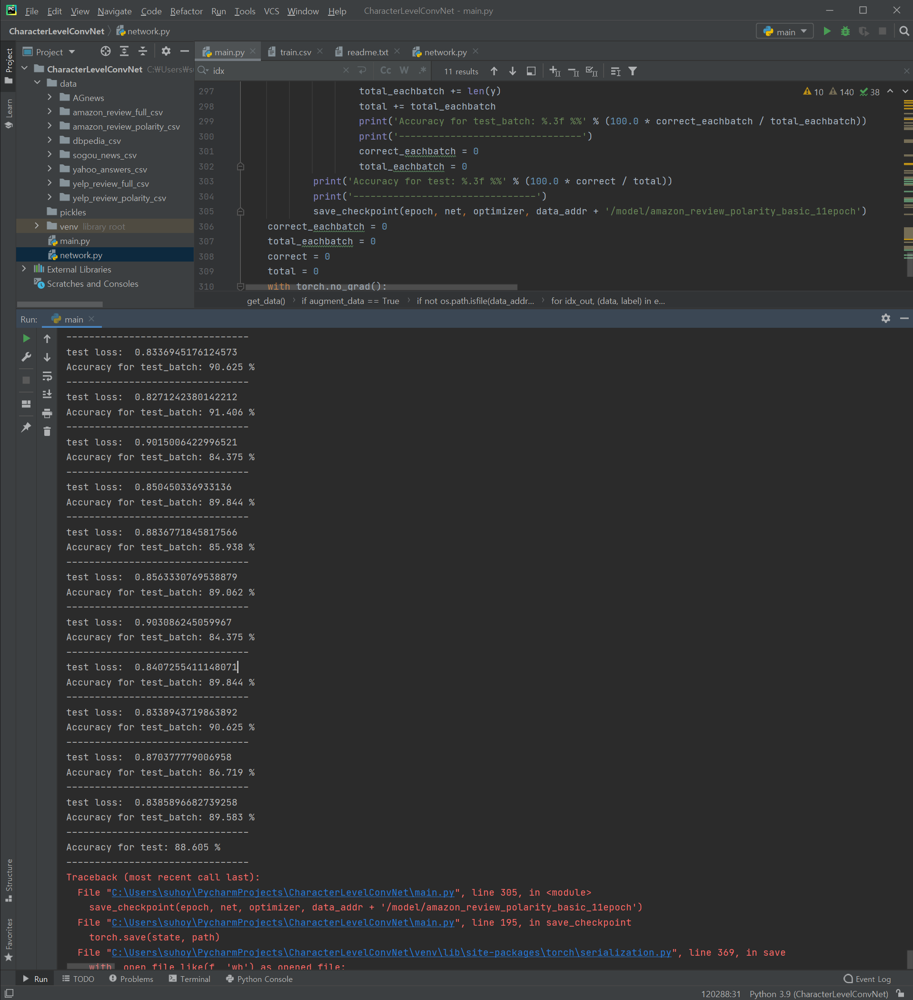 PC File Edit View Navigate Code Refactor Run Tools VCS Window Help CharacterLevelConvNet - main.py
CharacterLevelConvNet network.py main
Project main.py train.csv readme.txt network.py
CharacterLevelConvNet C:₩Users₩s
idx Cc W .* 11 results
data
AGnews
amazon_review_full_csv
amazon_review_polarity_csv
dbpedia_csv
sogou_news_csv
yahoo_answers_csv
yelp_review_full_csv
yelp_review_polarity_csv
pickles
venv library root
main.py
network.py
External Libraries
Scratches and Consoles
Project
Learn
Structure
Favorites
10 140 38
297 total_eachbatch += len(y)
298 total += total_eachbatch
299 print('Accuracy for test_batch: %.3f %%' % (100.0 * correct_eachbatch / total_eachbatch))
300 print('--------------------------------')
301 correct_eachbatch = 0
302 total_eachbatch = 0
303 print('Accuracy for test: %.3f %%' % (100.0 * correct / total))
304 print('--------------------------------')
305 save_checkpoint(epoch, net, optimizer, data_addr + '/model/amazon_review_polarity_basic_11epoch')
306 correct_eachbatch = 0
307 total_eachbatch = 0
308 correct = 0
309 total = 0
310 with torch.no_grad():
get_data() if augment_data == True if not os.path.isfile(data_addr... for idx_out, (data, label) in e...
Run: main
--------------------------------
test loss:  0.8336945176124573
Accuracy for test_batch: 90.625 %
--------------------------------
test loss:  0.8271242380142212
Accuracy for test_batch: 91.406 %
--------------------------------
test loss:  0.9015006422996521
Accuracy for test_batch: 84.375 %
--------------------------------
test loss:  0.850450336933136
Accuracy for test_batch: 89.844 %
--------------------------------
test loss:  0.8836771845817566
Accuracy for test_batch: 85.938 %
--------------------------------
test loss:  0.8563330769538879
Accuracy for test_batch: 89.062 %
--------------------------------
test loss:  0.903086245059967
Accuracy for test_batch: 84.375 %
--------------------------------
test loss:  0.8407255411148071
Accuracy for test_batch: 89.844 %
--------------------------------
test loss:  0.8338943719863892
Accuracy for test_batch: 90.625 %
--------------------------------
test loss:  0.870377779006958
Accuracy for test_batch: 86.719 %
--------------------------------
test loss:  0.8385896682739258
Accuracy for test_batch: 89.583 %
--------------------------------
Accuracy for test: 88.605 %
--------------------------------
Traceback (most recent call last):
File "C:\Users\suhoy\PycharmProjects\CharacterLevelConvNet\main.py", line 305, in <module>
save_checkpoint(epoch, net, optimizer, data_addr + '/model/amazon_review_polarity_basic_11epoch')
File "C:\Users\suhoy\PycharmProjects\CharacterLevelConvNet\main.py", line 195, in save_checkpoint
torch.save(state, path)
File "C:\Users\suhoy\PycharmProjects\CharacterLevelConvNet\venv\lib\site-packages\torch\serialization.py", line 369, in save
with _open_file_like(f, 'wb') as opened_file:
Run TODO Problems Terminal Python Console Event Log
120288:31 Python 3.9 (CharacterLevelConvNet)